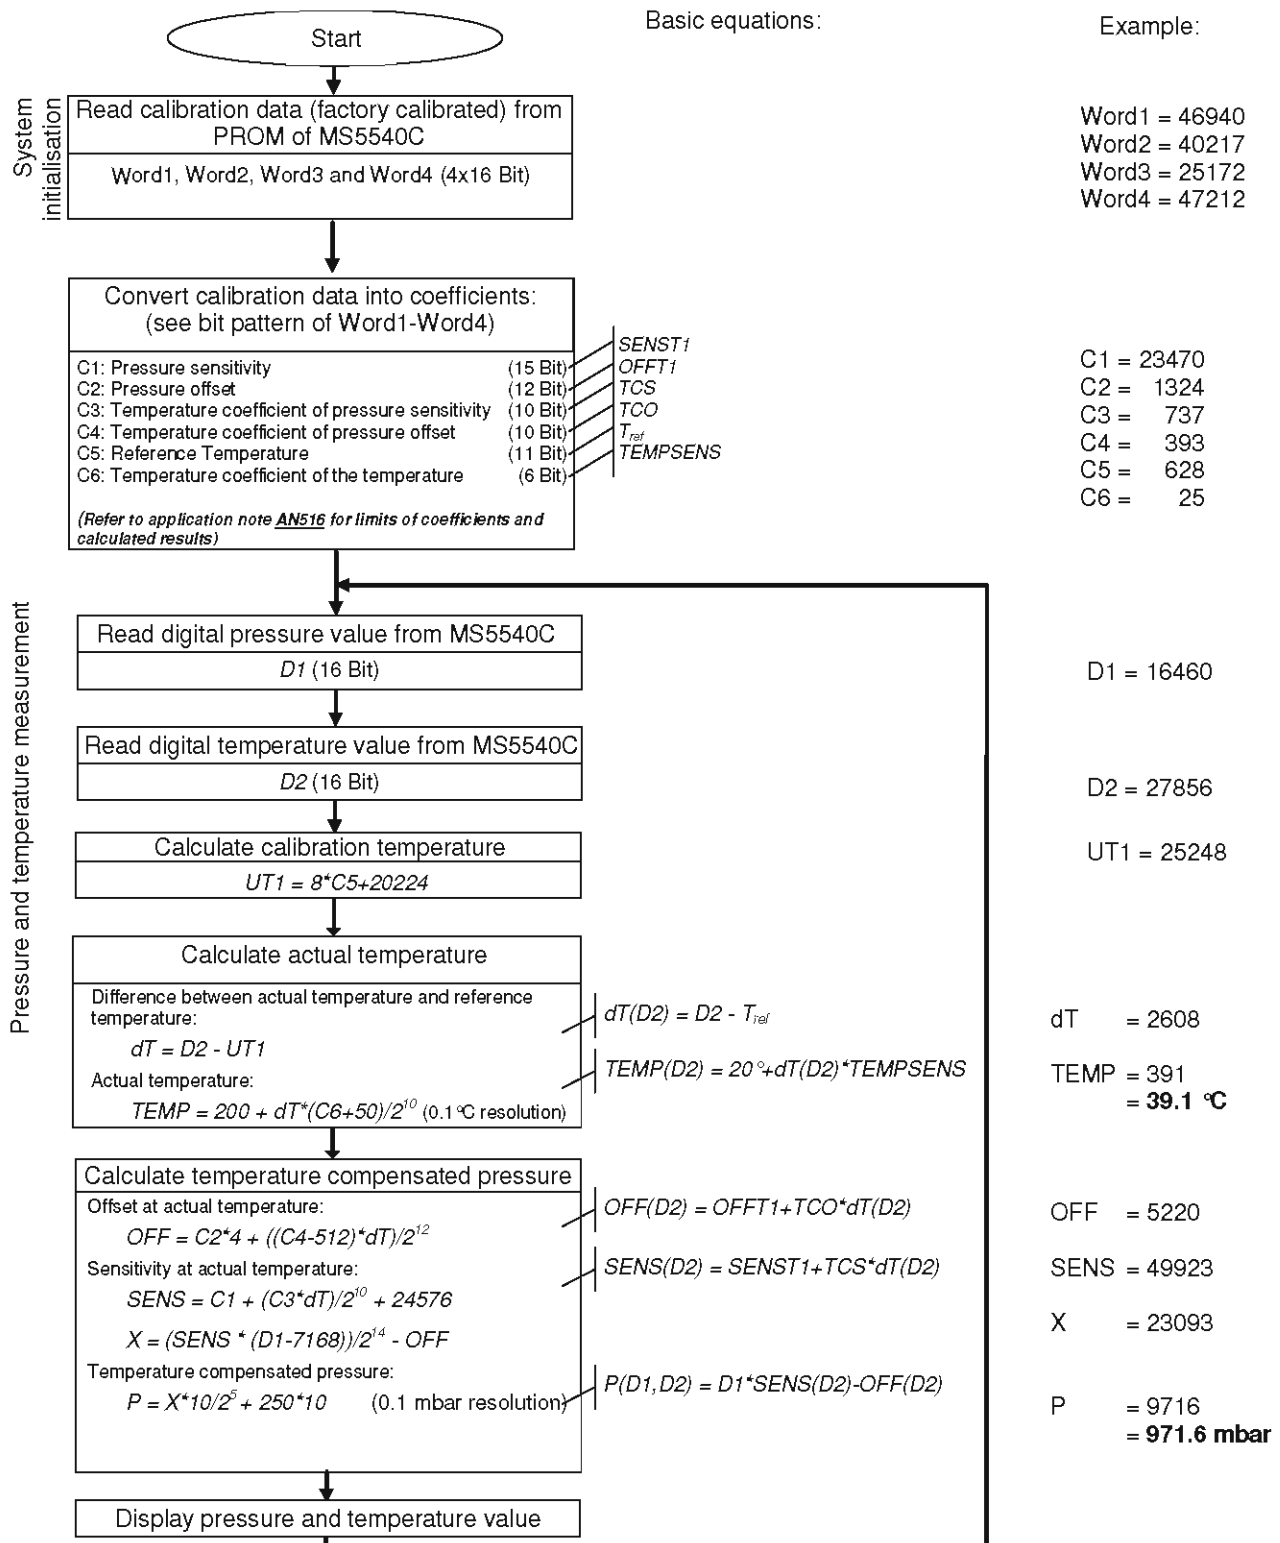 Start
Basic equations:
Example:
System
initialisation
Read calibration data (factory calibrated) from
PROM of MS5540C
Word1, Word2, Word3 and Word4 (4x16 Bit)
Word1 = 46940
Word2 = 40217
Word3 = 25172
Word4 = 47212
Convert calibration data into coefficients:
(see bit pattern of Word1-Word4)
C1: Pressure sensitivity (15 Bit) SENST1
C2: Pressure offset (12 Bit) OFFT1
C3: Temperature coefficient of pressure sensitivity (10 Bit) TCS
C4: Temperature coefficient of pressure offset (10 Bit) TCO
C5: Reference Temperature (11 Bit) Tref
C6: Temperature coefficient of the temperature (6 Bit) TEMPSENS
(Refer to application note AN516 for limits of coefficients and
calculated results)
C1 = 23470
C2 = 1324
C3 = 737
C4 = 393
C5 = 628
C6 = 25
Pressure and temperature measurement
Read digital pressure value from MS5540C
D1 (16 Bit)
D1 = 16460
Read digital temperature value from MS5540C
D2 (16 Bit)
D2 = 27856
Calculate calibration temperature
UT1 = 8*C5+20224
UT1 = 25248
Calculate actual temperature
Difference between actual temperature and reference
temperature:
dT = D2 - UT1
dT(D2) = D2 - Tref
dT = 2608
Actual temperature:
TEMP = 200 + dT*(C6+50)/2^10 (0.1°C resolution)
TEMP(D2) = 20°+dT(D2)*TEMPSENS
TEMP = 391
= 39.1 °C
Calculate temperature compensated pressure
Offset at actual temperature:
OFF = C2*4 + ((C4-512)*dT)/2^12
OFF(D2) = OFFT1+TCO*dT(D2)
OFF = 5220
Sensitivity at actual temperature:
SENS = C1 + (C3*dT)/2^10 + 24576
SENS(D2) = SENST1+TCS*dT(D2)
SENS = 49923
X = (SENS * (D1-7168))/2^14 - OFF
X = 23093
Temperature compensated pressure:
P = X*10/2^5 + 250*10 (0.1 mbar resolution)
P(D1,D2) = D1*SENS(D2)-OFF(D2)
P = 9716
= 971.6 mbar
Display pressure and temperature value